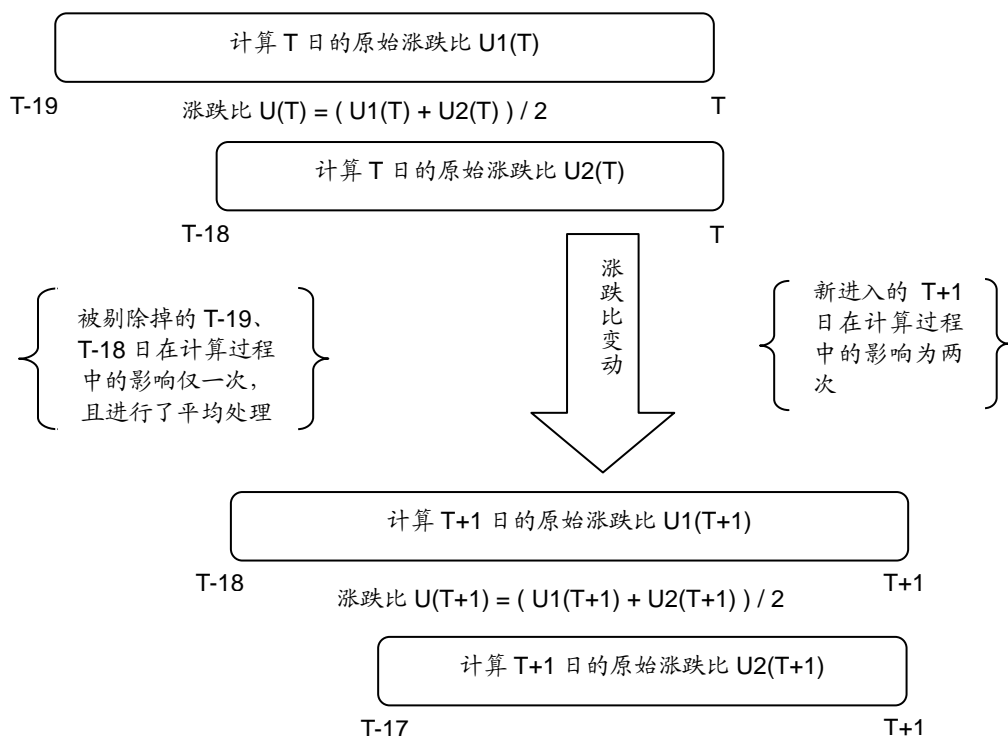 计算 T 日的原始涨跌比 U1(T)
T-19
涨跌比 U(T) = ( U1(T) + U2(T) ) / 2
T
计算 T 日的原始涨跌比 U2(T)
T-18
T
涨跌比变动
被剔除掉的 T-19、
T-18 日在计算过程
中的影响仅一次，
且进行了平均处理
新进入的 T+1
日在计算过程
中的影响为两
次
计算 T+1 日的原始涨跌比 U1(T+1)
T-18
T+1
涨跌比 U(T+1) = ( U1(T+1) + U2(T+1) ) / 2
计算 T+1 日的原始涨跌比 U2(T+1)
T-17
T+1